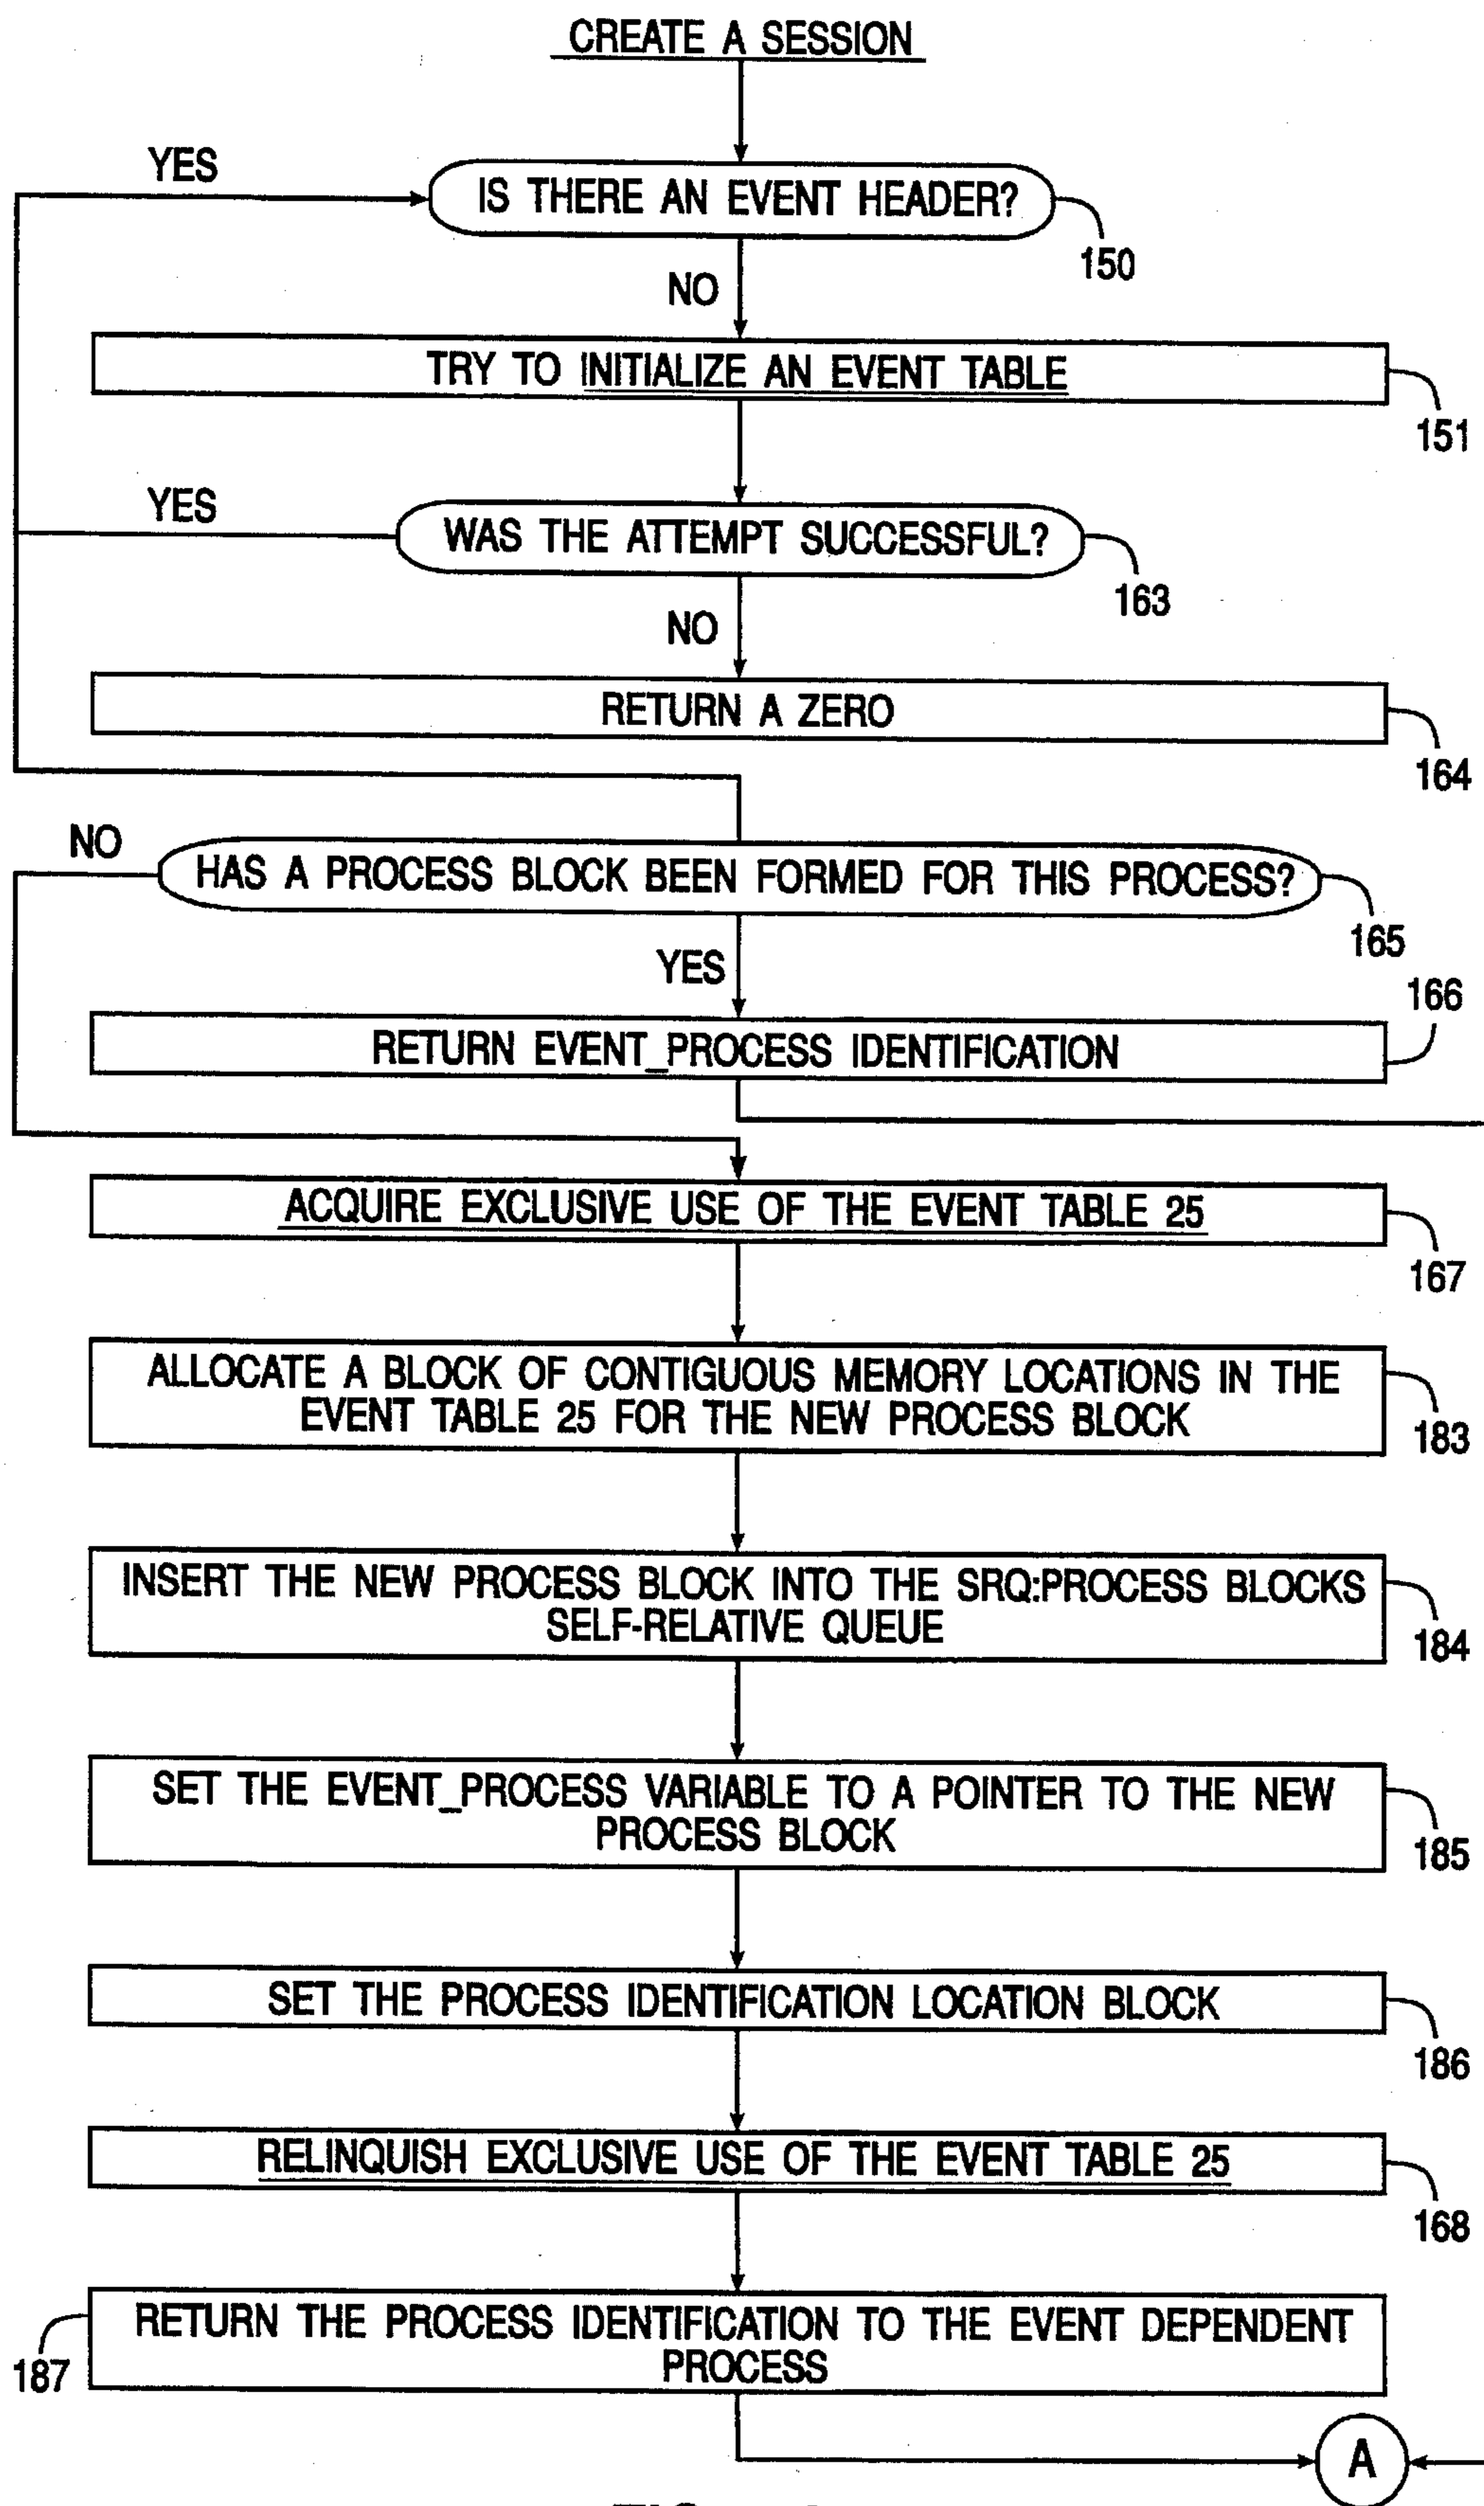 CREATE A SESSION
YES
IS THERE AN EVENT HEADER?
150
NO
TRY TO INITIALIZE AN EVENT TABLE
151
YES
WAS THE ATTEMPT SUCCESSFUL?
163
NO
RETURN A ZERO
164
NO
HAS A PROCESS BLOCK BEEN FORMED FOR THIS PROCESS?
165
YES
166
RETURN EVENT_PROCESS IDENTIFICATION
ACQUIRE EXCLUSIVE USE OF THE EVENT TABLE 25
167
ALLOCATE A BLOCK OF CONTIGUOUS MEMORY LOCATIONS IN THE
EVENT TABLE 25 FOR THE NEW PROCESS BLOCK
183
INSERT THE NEW PROCESS BLOCK INTO THE SRQ:PROCESS BLOCKS
SELF-RELATIVE QUEUE
184
SET THE EVENT_PROCESS VARIABLE TO A POINTER TO THE NEW
PROCESS BLOCK
185
SET THE PROCESS IDENTIFICATION LOCATION BLOCK
186
RELINQUISH EXCLUSIVE USE OF THE EVENT TABLE 25
168
RETURN THE PROCESS IDENTIFICATION TO THE EVENT DEPENDENT
PROCESS
187
A